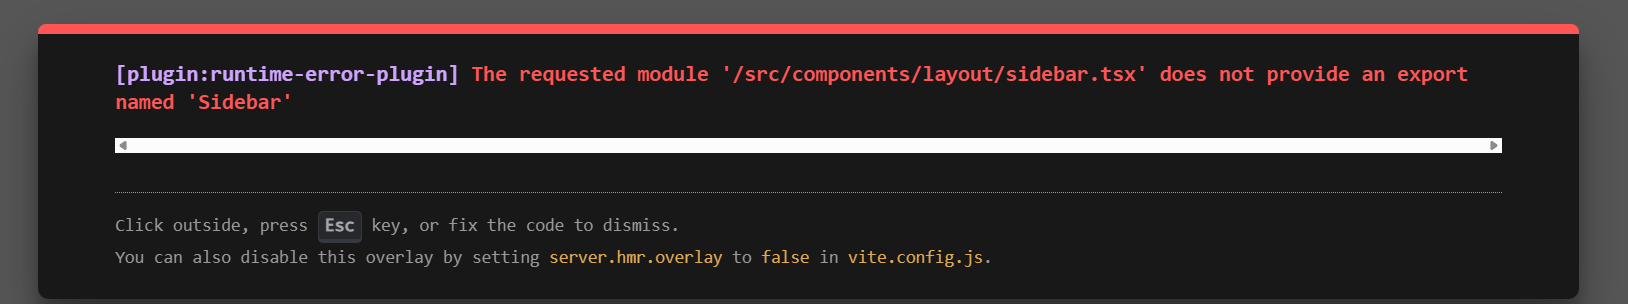 [plugin:runtime-error-plugin] The requested module '/src/components/layout/sidebar.tsx' does not provide an export
named 'Sidebar'
Click outside, press Esc key, or fix the code to dismiss.
You can also disable this overlay by setting server.hmr.overlay to false in vite.config.js.